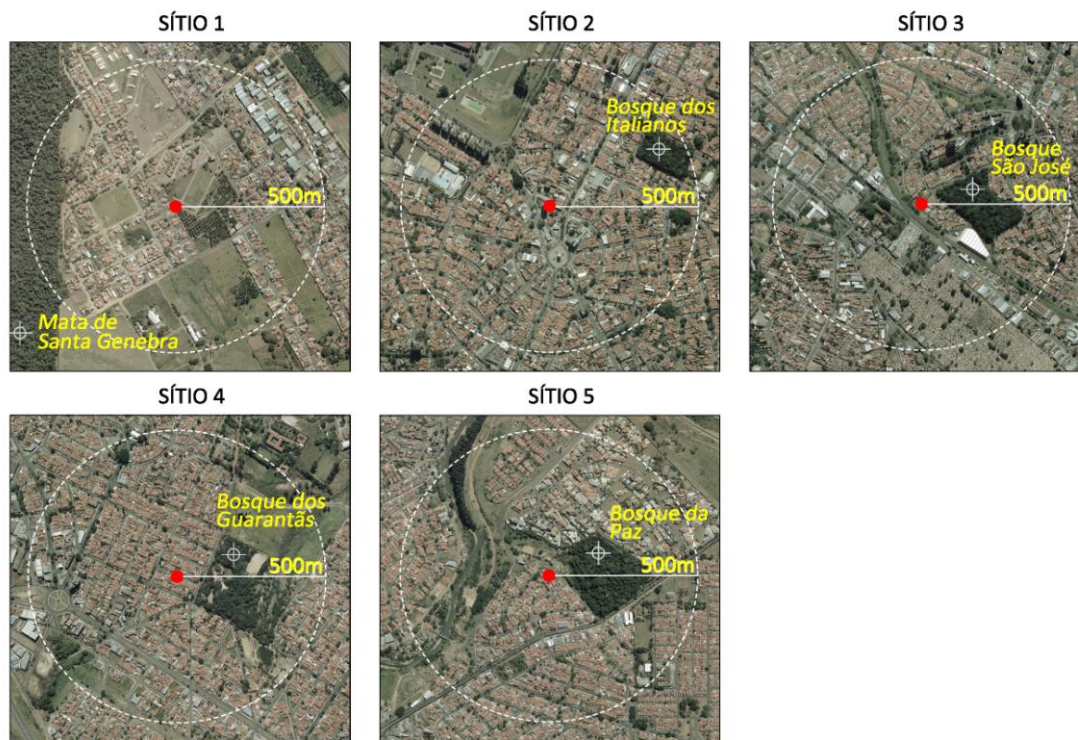 SÍTIO 1
SÍTIO 2
SÍTIO 3
500m
Mata de
Santa Genebra
Bosque dos
Italianos
500m
Bosque
São José
500m
SÍTIO 4
SÍTIO 5
Bosque dos
Guarantãs
500m
Bosque da
Paz
500m